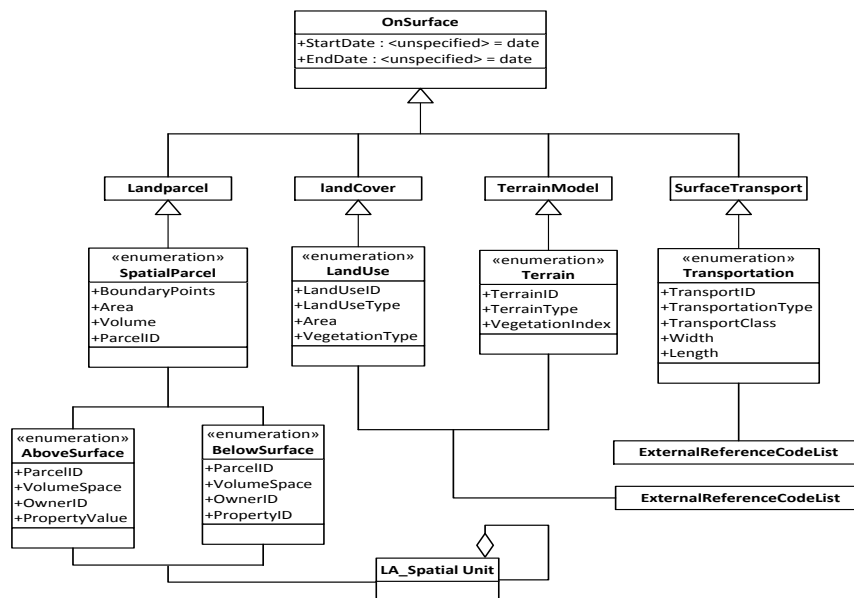 OnSurface
+StartDate : <unspecified> = date
+EndDate : <unspecified> = date
Landparcel
landCover
TerrainModel
SurfaceTransport
«enumeration»
SpatialParcel
+BoundaryPoints
+Area
+Volume
+ParcelID
«enumeration»
LandUse
+LandUseID
+LandUseType
+Area
+VegetationType
«enumeration»
Terrain
+TerrainID
+TerrainType
+VegetationIndex
«enumeration»
Transportation
+TransportID
+TransportationType
+TransportClass
+Width
+Length
«enumeration»
AboveSurface
+ParcelID
+VolumeSpace
+OwnerID
+PropertyValue
«enumeration»
BelowSurface
+ParcelID
+VolumeSpace
+OwnerID
+PropertyID
ExternalReferenceCodeList
ExternalReferenceCodeList
LA_Spatial Unit